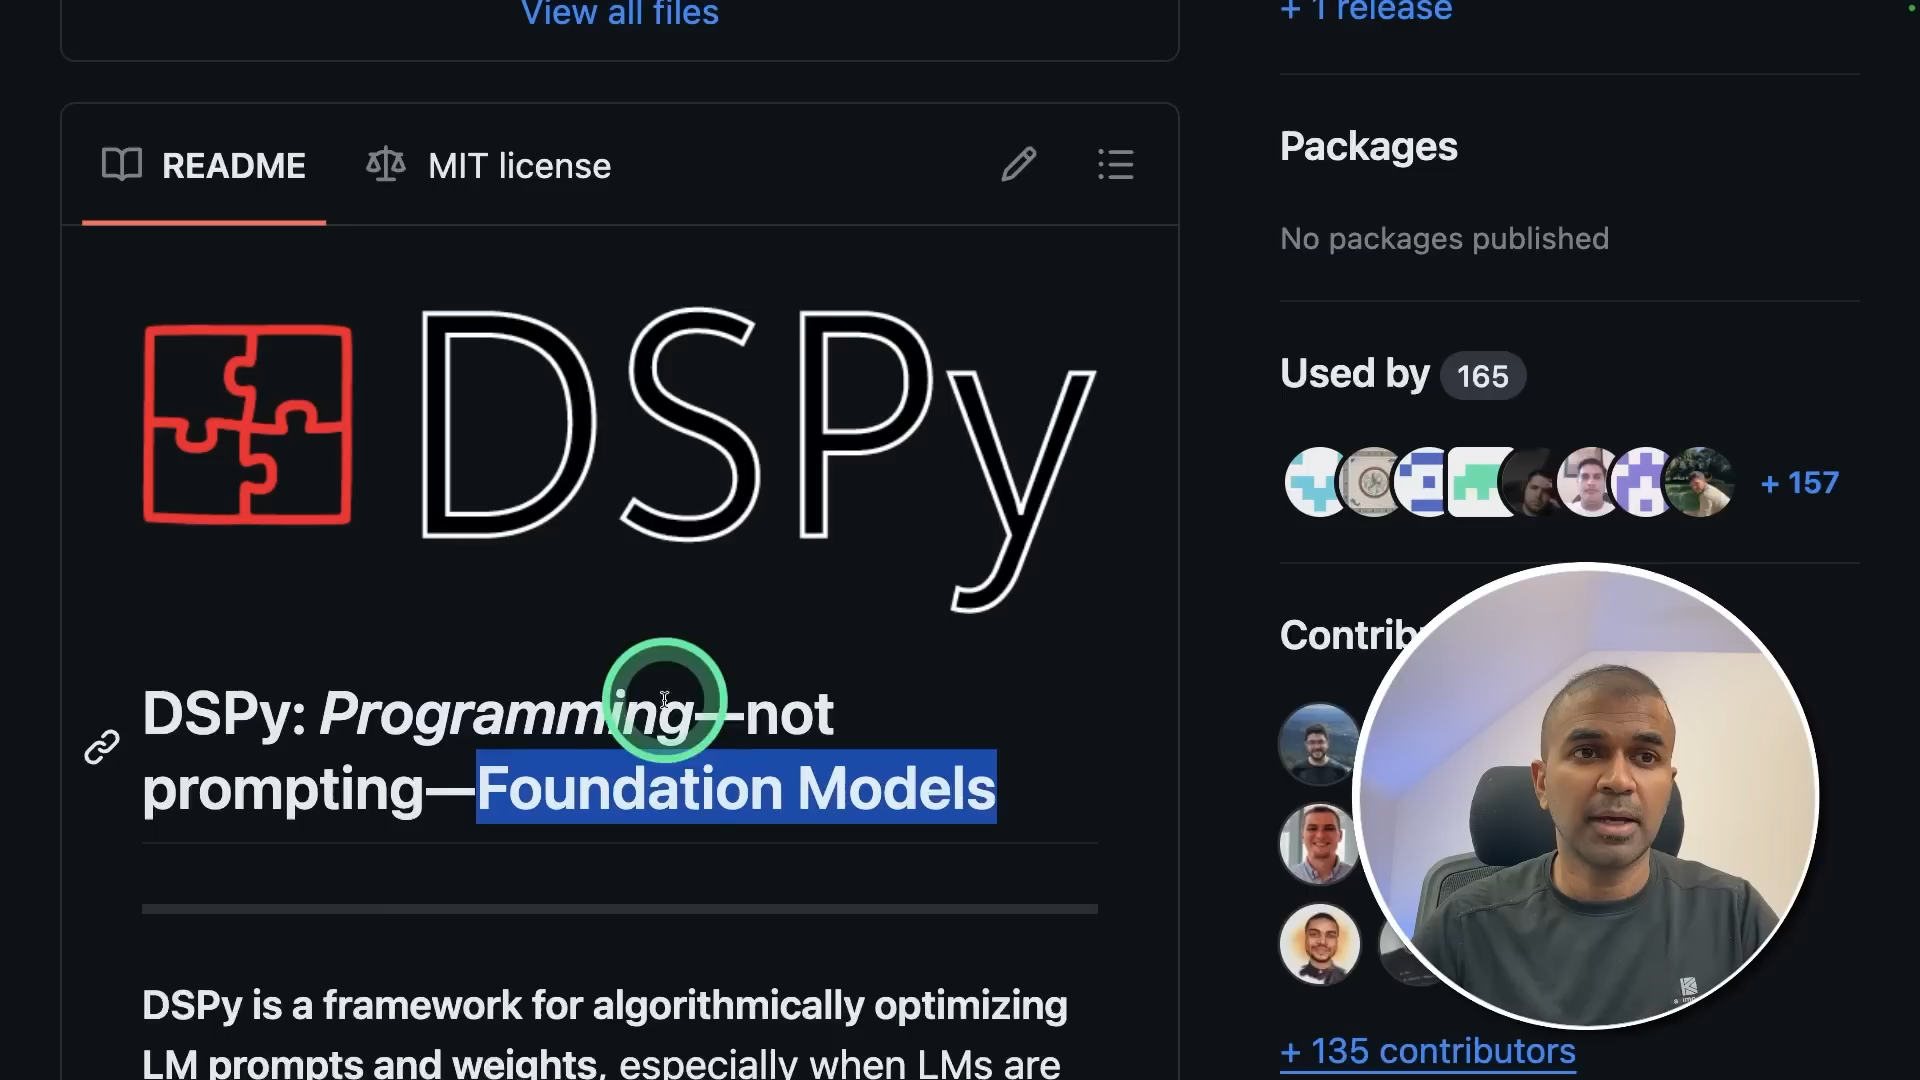 View all files
README
MIT license
DSPy
DSPy: Programming—not
prompting—Foundation Models
DSPy is a framework for algorithmically optimizing
LM prompts and weights, especially when LMs are
+ 1 release
Packages
No packages published
Used by 165
+ 157
Contrib
+ 135 contributors